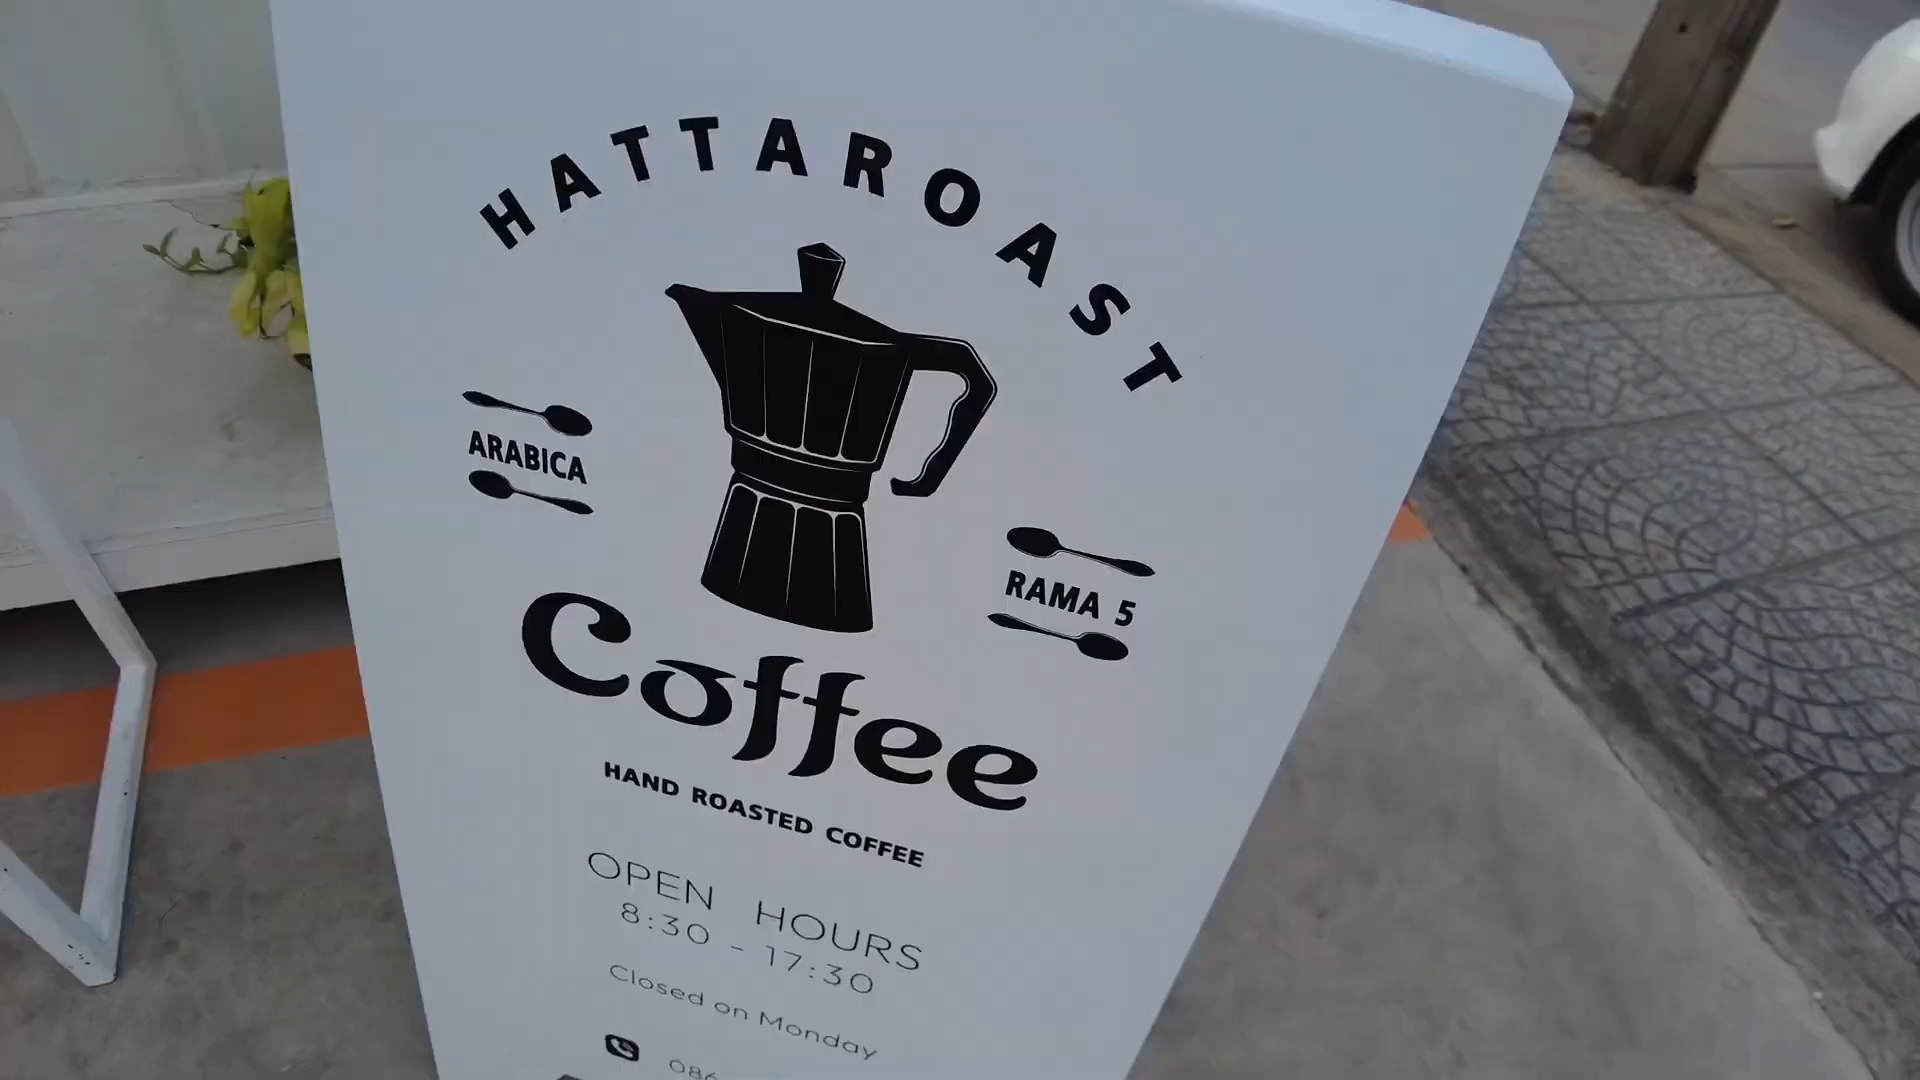 HATTAROAST
ARABICA
RAMA 5
Coffee
HAND ROASTED COFFEE
OPEN HOURS
8:30 - 17:30
Closed on Monday
086